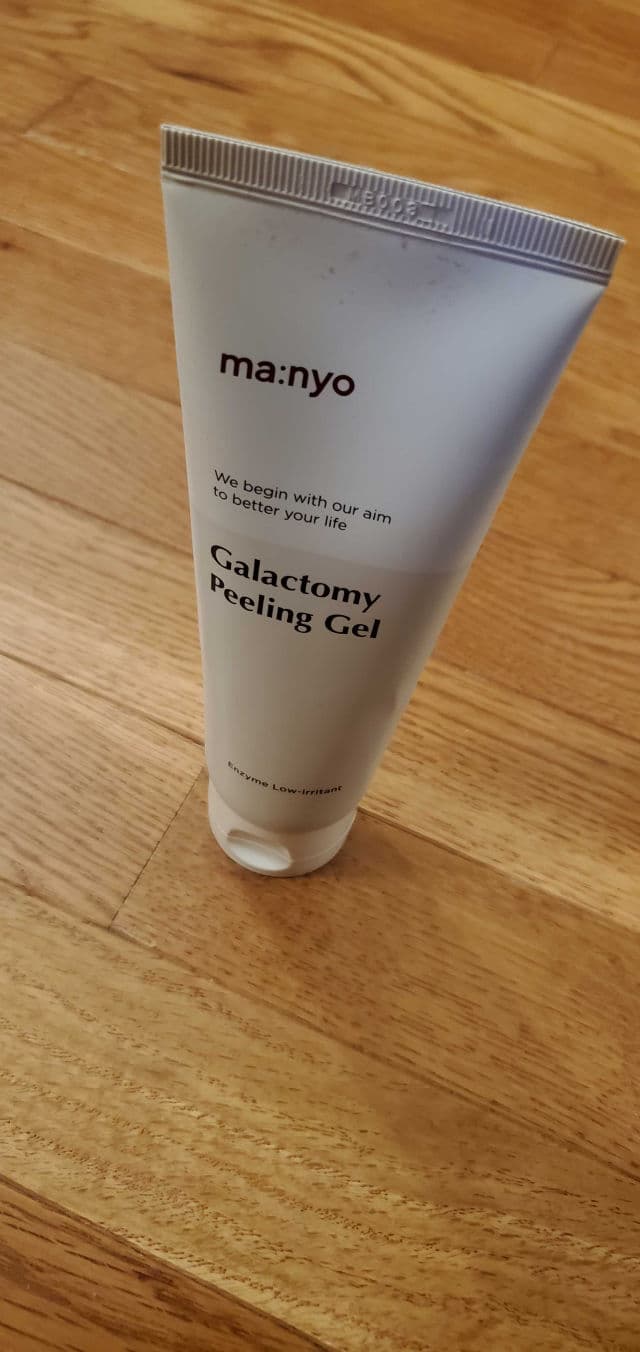 ma:nyo
We begin with our aim
to better your life
Galactomy
Peeling Gel
Enzyme Low-irritant